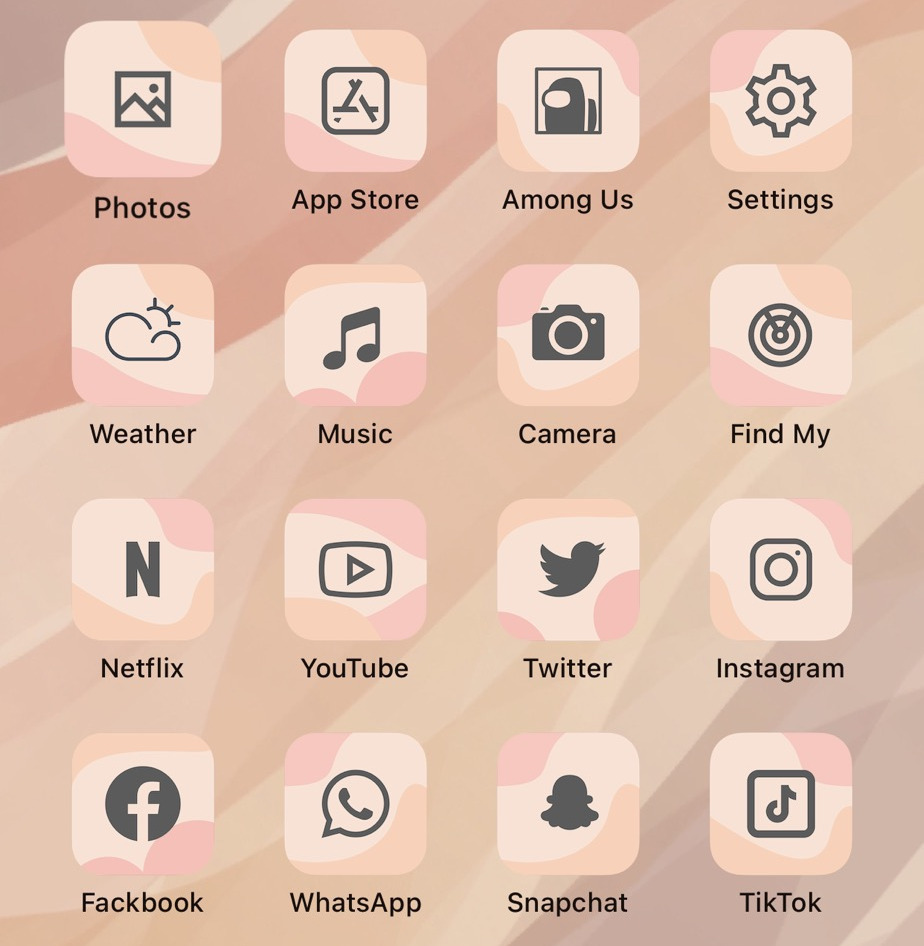 Photos App Store Among Us Settings
Weather Music Camera Find My
N
Netflix YouTube Twitter Instagram
Fackbook WhatsApp Snapchat TikTok